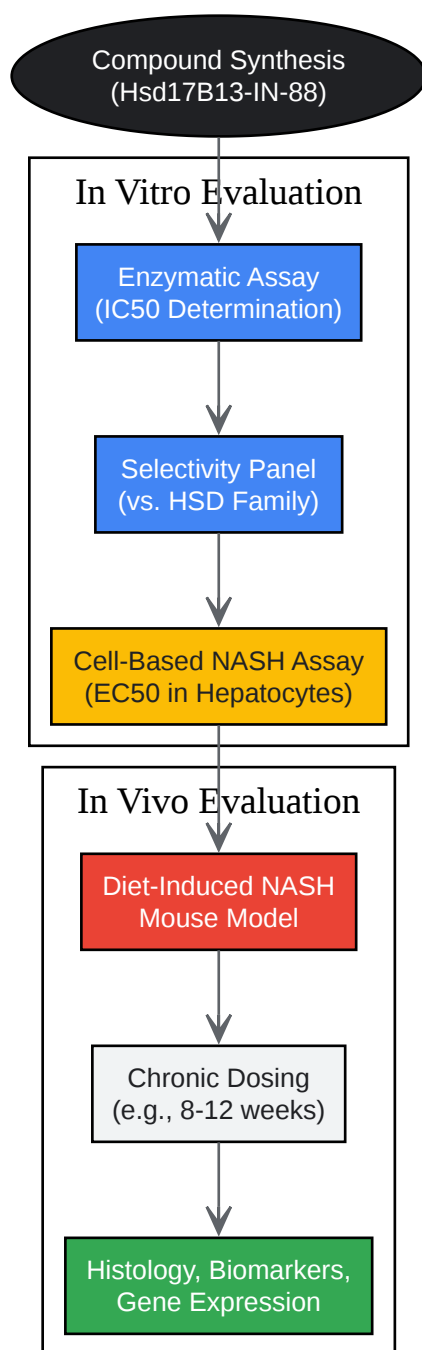 Compound Synthesis
(Hsd17B13-IN-88)
In Vitro Evaluation
Enzymatic Assay
(IC50 Determination)
Selectivity Panel
(vs. HSD Family)
Cell-Based NASH Assay
(EC50 in Hepatocytes)
In Vivo Evaluation
Diet-Induced NASH
Mouse Model
Chronic Dosing
(e.g., 8-12 weeks)
Histology, Biomarkers,
Gene Expression